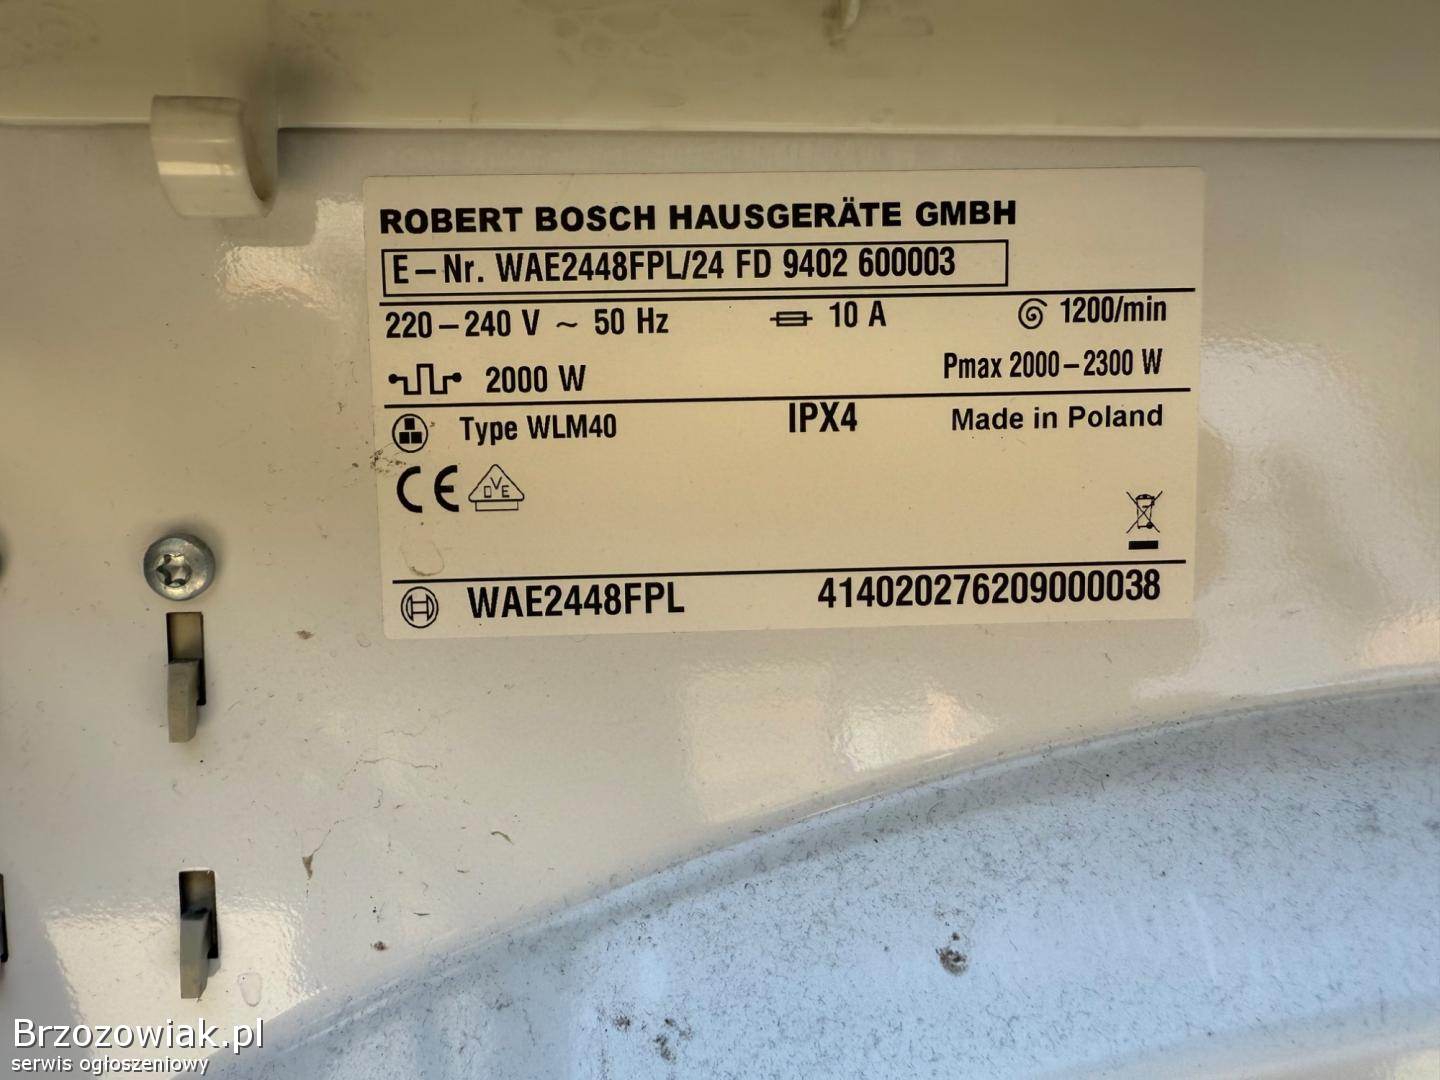 ROBERT BOSCH HAUSGERÄTE GMBH
E-Nr. WAE2448FPL/24 FD 9402 600003
220-240 V ~ 50 Hz 10 A 1200/min
2000 W Pmax 2000-2300 W
Type WLM40 IPX4 Made in Poland
CE DVE
WAE2448FPL 414020276209000038
Brzozowiak.pl
serwis ogłoszeniowy